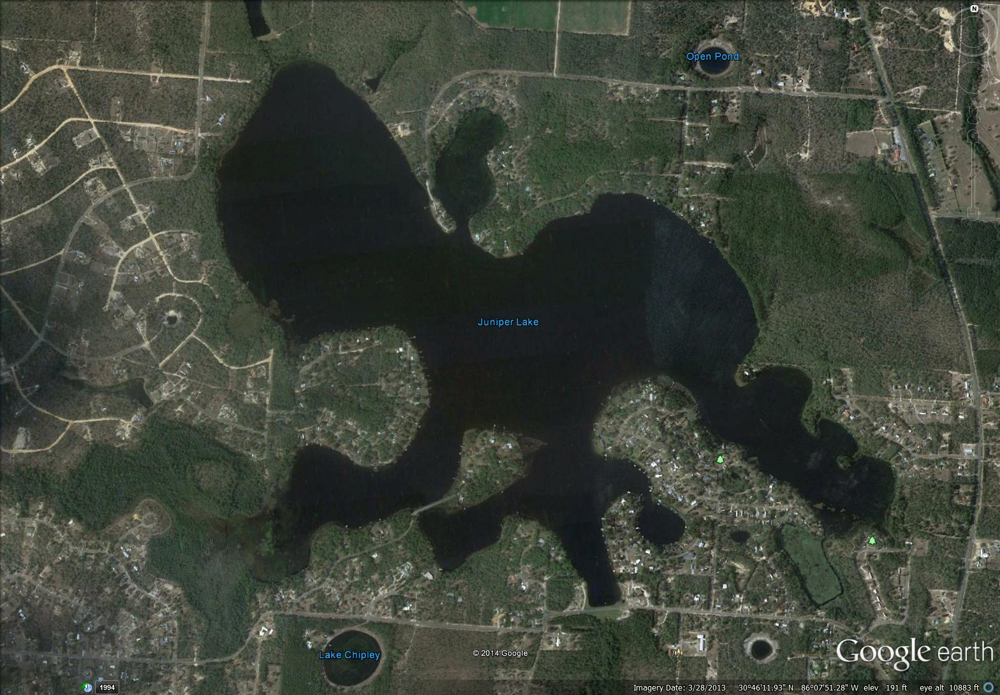 N
Open Pond
Juniper Lake
Lake Chipley
© 2014 Google
Google earth
1994
Imagery Date: 3/28/2013 30°46'11.93" N 86°07'51.28" W elev 191 ft eye alt 10883 ft